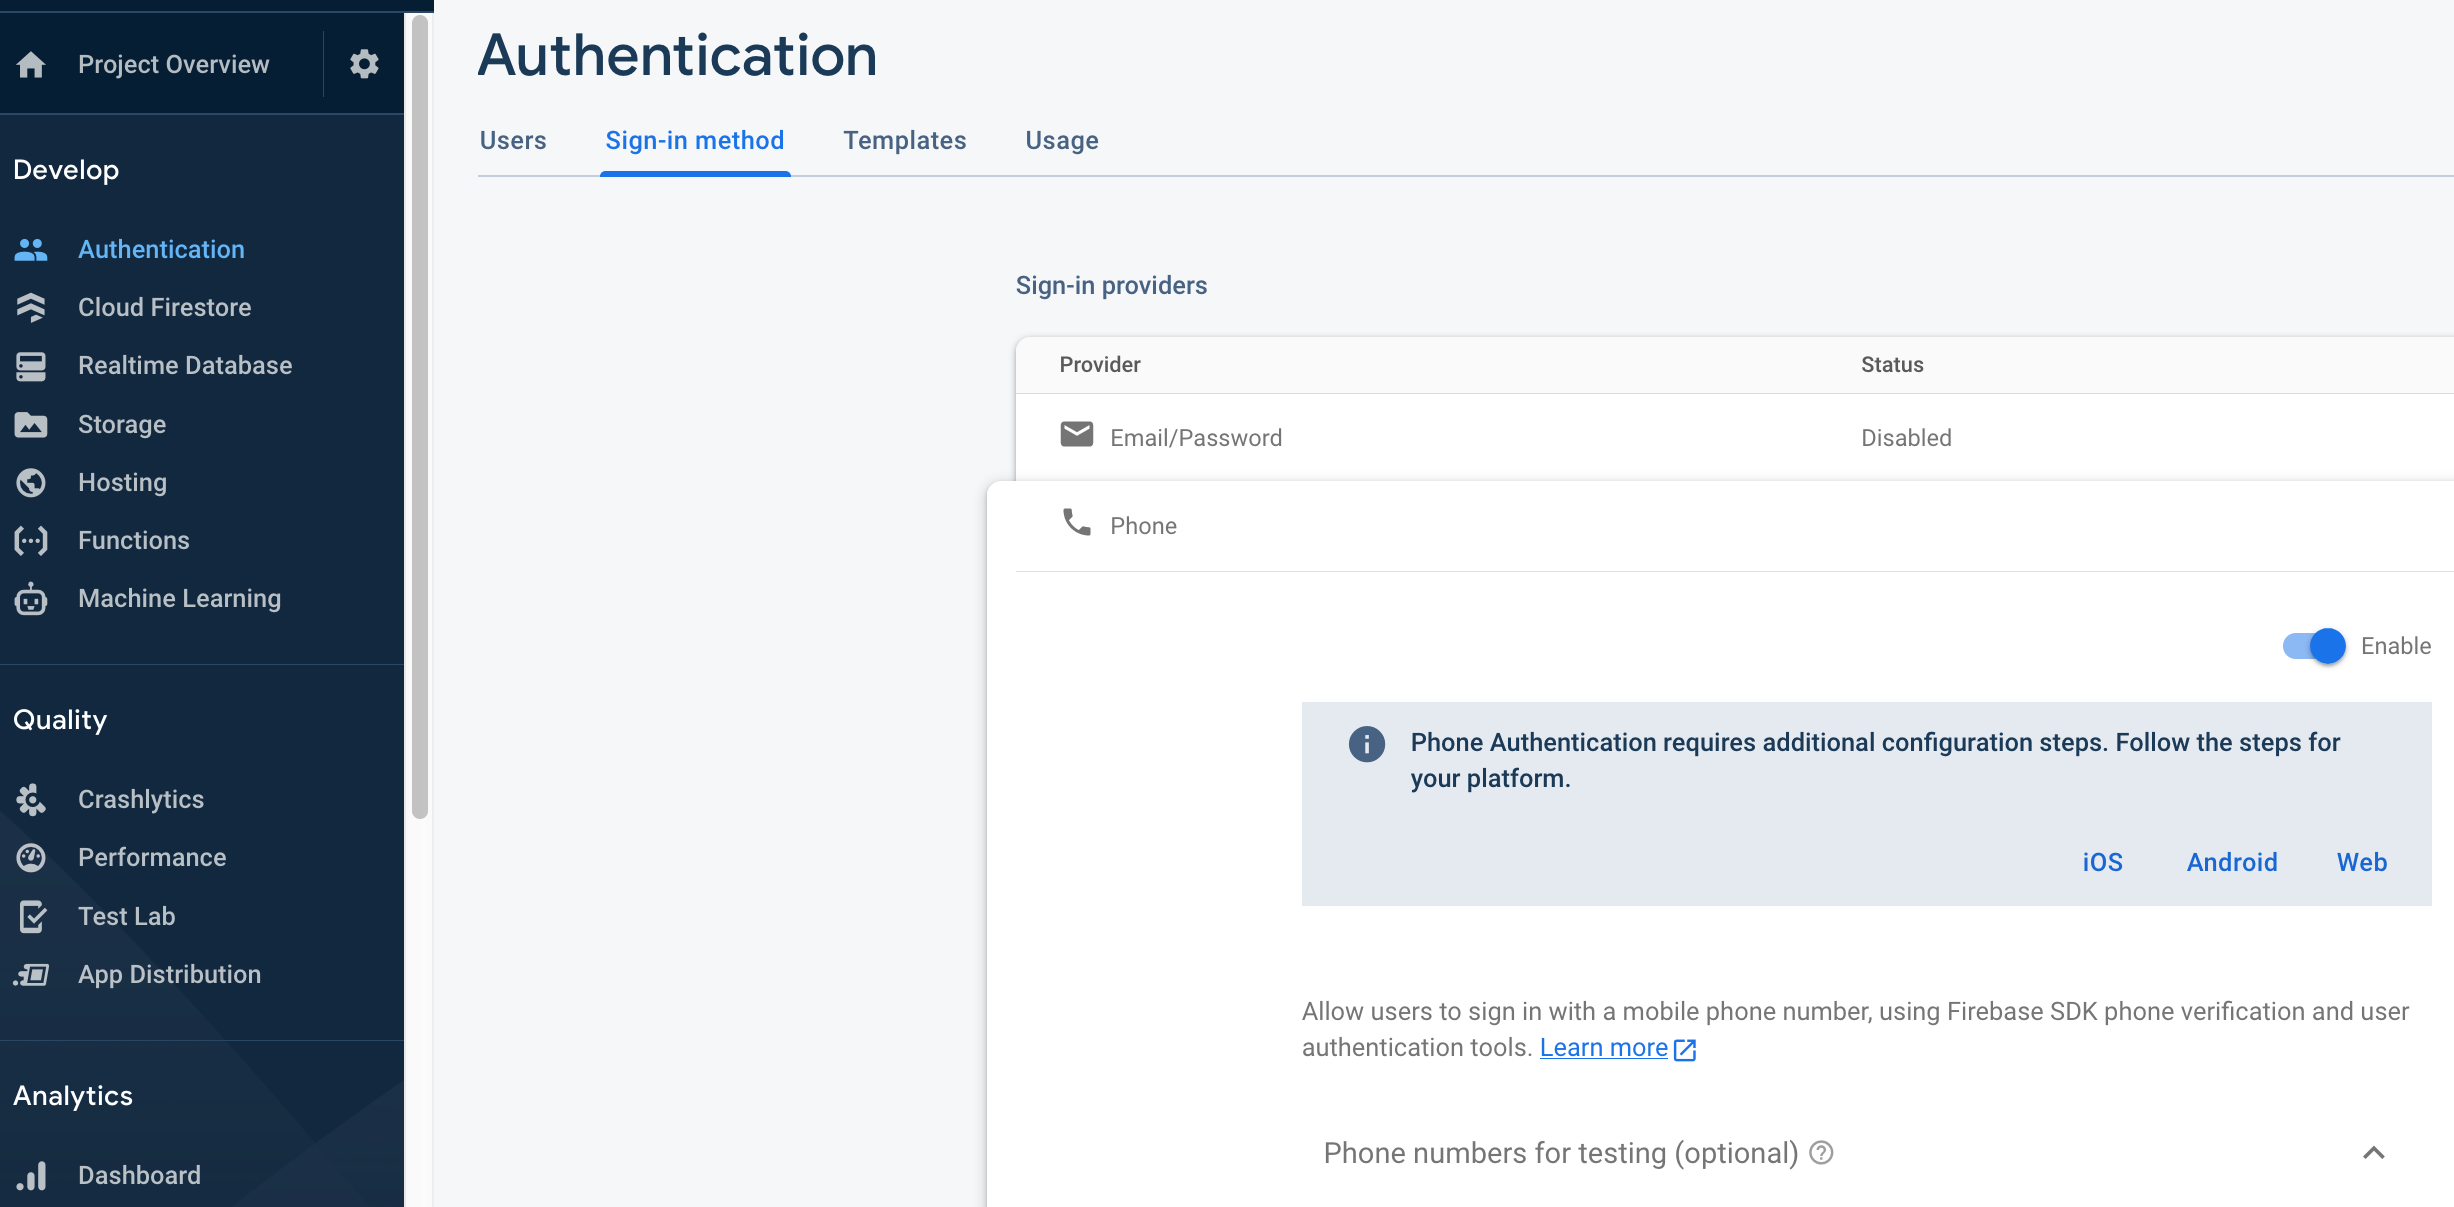 Project Overview
Develop
Authentication
Cloud Firestore
Realtime Database
Storage
Hosting
Functions
Machine Learning
Quality
Crashlytics
Performance
Test Lab
App Distribution
Analytics
Dashboard
Authentication
Users Sign-in method Templates Usage
Sign-in providers
Provider Status
Email/Password Disabled
Phone
Enable
Phone Authentication requires additional configuration steps. Follow the steps for
your platform.
iOS Android Web
Allow users to sign in with a mobile phone number, using Firebase SDK phone verification and user
authentication tools. Learn more
Phone numbers for testing (optional)